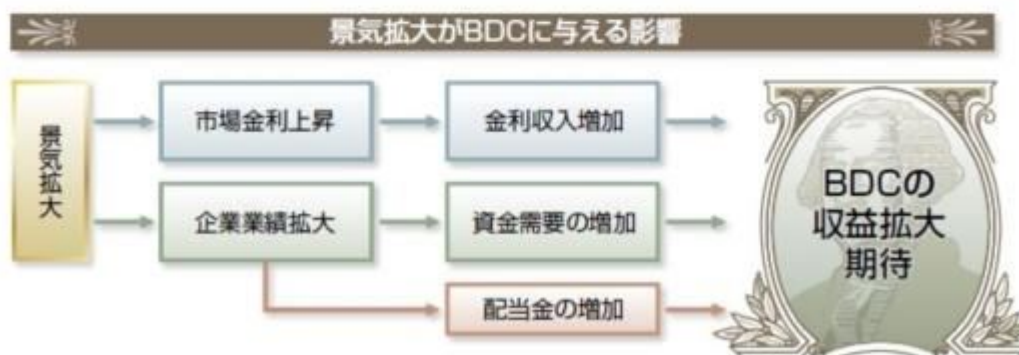 景気拡大がBDCに与える影響
景気拡大
市場金利上昇
金利収入増加
企業業績拡大
資金需要の増加
配当金の増加
BDCの
収益拡大
期待